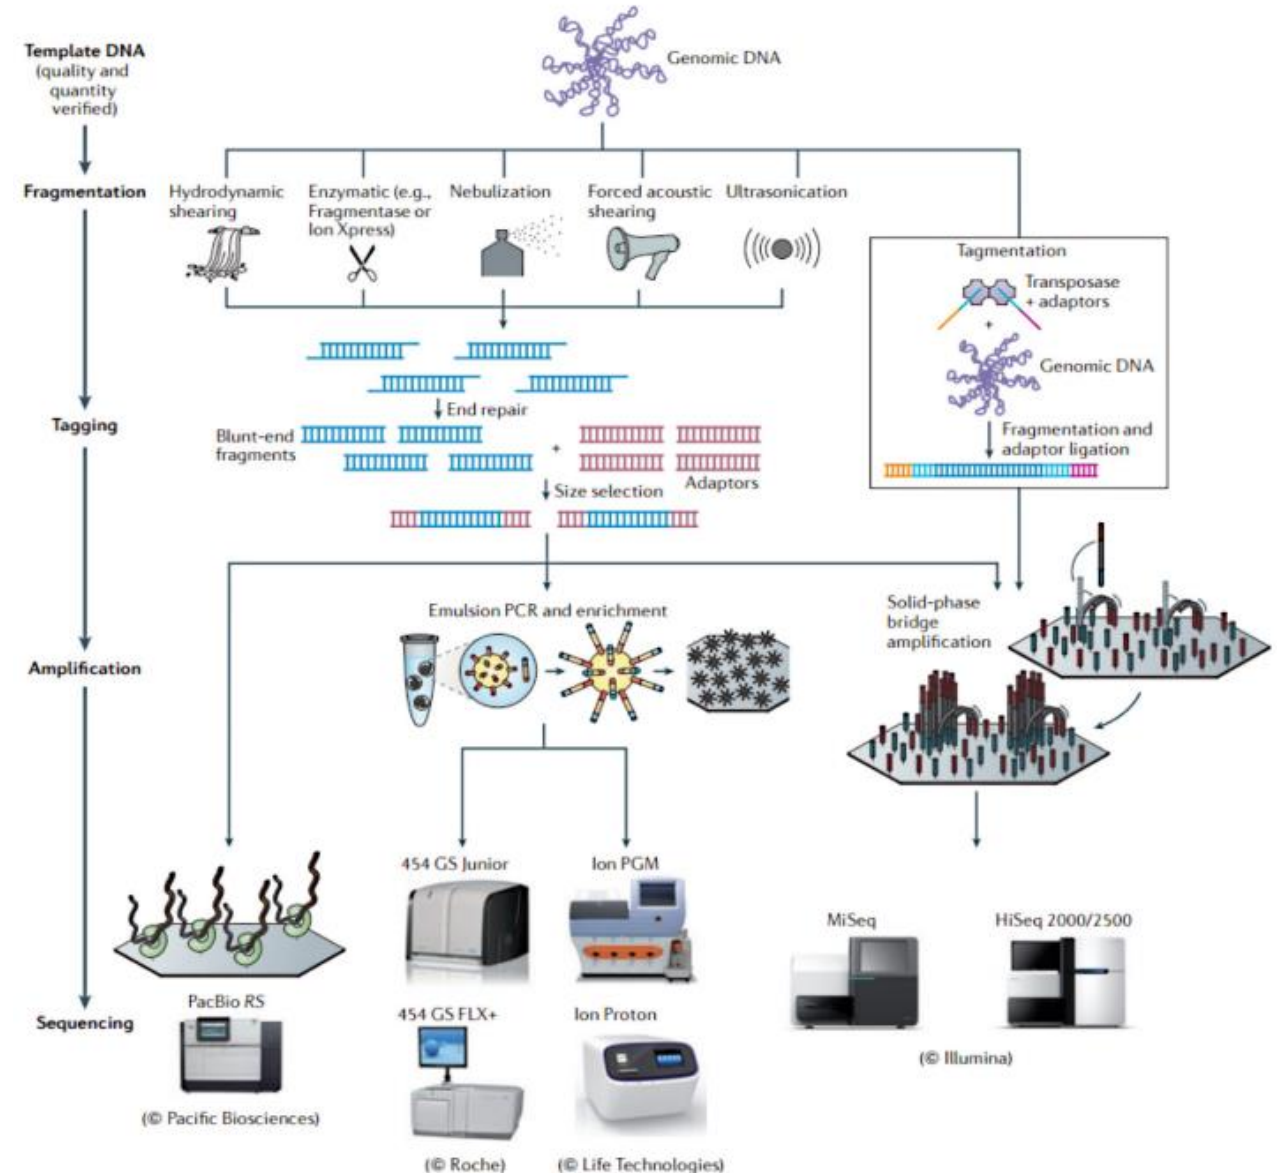 Template DNA
(quality and
quantity
verified)
Genomic DNA
Fragmentation
Hydrodynamic
shearing
Enzymatic (e.g.,
Fragmentase or
Ion Xpress)
Nebulization
Forced acoustic
shearing
Ultrasonication
Tagmentation
Transposase
+ adaptors
+
Genomic DNA
Fragmentation and
adaptor ligation
Tagging
End repair
Blunt-end
fragments
+
Adaptors
Size selection
Amplification
Emulsion PCR and enrichment
Solid-phase
bridge
amplification
Sequencing
PacBio RS
(© Pacific Biosciences)
454 GS Junior
454 GS FLX+
(© Roche)
Ion PGM
Ion Proton
(© Life Technologies)
MiSeq
HiSeq 2000/2500
(© Illumina)